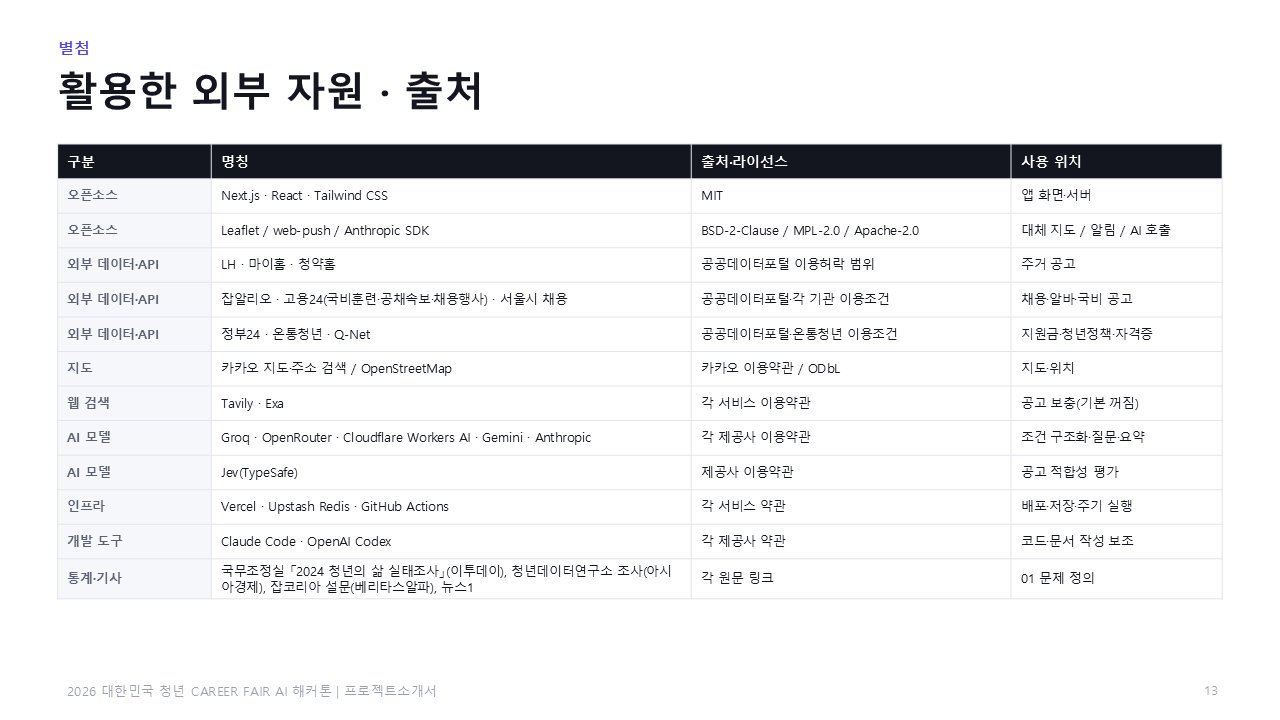 별첨
활용한 외부 자원 · 출처
구분 명칭 출처·라이선스 사용 위치
오픈소스 Next.js · React · Tailwind CSS MIT 앱 화면·서버
오픈소스 Leaflet / web-push / Anthropic SDK BSD-2-Clause / MPL-2.0 / Apache-2.0 대체 지도 / 알림 / AI 호출
외부 데이터·API LH · 마이홈 · 청약홈 공공데이터포털 이용허락 범위 주거 공고
외부 데이터·API 잡알리오 · 고용24(국비훈련·공채속보·채용행사) · 서울시 채용 공공데이터포털·각 기관 이용조건 채용·알바·국비 공고
외부 데이터·API 정부24 · 온통청년 · Q-Net 공공데이터포털·온통청년 이용조건 지원금·청년정책·자격증
지도 카카오 지도·주소 검색 / OpenStreetMap 카카오 이용약관 / ODbL 지도·위치
웹 검색 Tavily · Exa 각 서비스 이용약관 공고 보충(기본 꺼짐)
AI 모델 Groq · OpenRouter · Cloudflare Workers AI · Gemini · Anthropic 각 제공사 이용약관 조건 구조화·질문·요약
AI 모델 Jev(TypeSafe) 제공사 이용약관 공고 적합성 평가
인프라 Vercel · Upstash Redis · GitHub Actions 각 서비스 약관 배포·저장·주기 실행
개발 도구 Claude Code · OpenAI Codex 각 제공사 약관 코드·문서 작성 보조
통계·기사 국무조정실 「2024 청년의 삶 실태조사」(이투데이), 청년데이터연구소 조사(아시
아경제), 잡코리아 설문(베리타스알파), 뉴스1 각 원문 링크 01 문제 정의
2026 대한민국 청년 CAREER FAIR AI 해커톤 | 프로젝트소개서 13